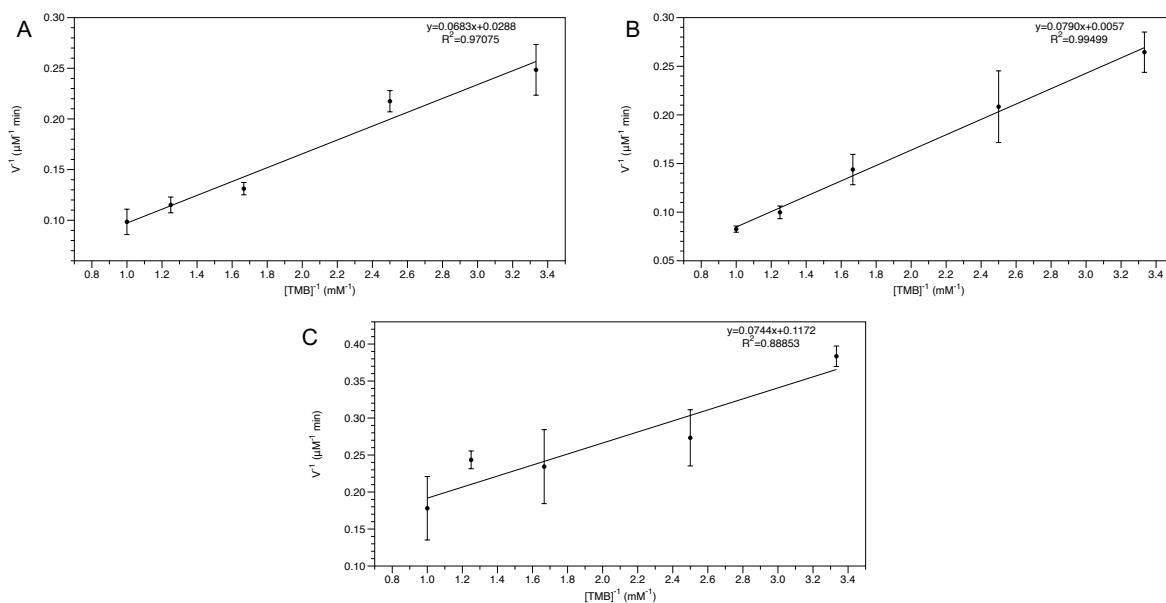 A
y=0.0683x+0.0288
R²=0.97075
0.30
0.25
0.20
0.15
0.10
V⁻¹ (µM⁻¹ min)
0.8 1.0 1.2 1.4 1.6 1.8 2.0 2.2 2.4 2.6 2.8 3.0 3.2 3.4
[TMB]⁻¹ (mM⁻¹)
B
y=0.0790x+0.0057
R²=0.99499
0.30
0.25
0.20
0.15
0.10
0.05
V⁻¹ (µM⁻¹ min)
0.8 1.0 1.2 1.4 1.6 1.8 2.0 2.2 2.4 2.6 2.8 3.0 3.2 3.4
[TMB]⁻¹ (mM⁻¹)
C
y=0.0744x+0.1172
R²=0.88853
0.40
0.35
0.30
0.25
0.20
0.15
0.10
V⁻¹ (µM⁻¹ min)
0.8 1.0 1.2 1.4 1.6 1.8 2.0 2.2 2.4 2.6 2.8 3.0 3.2 3.4
[TMB]⁻¹ (mM⁻¹)